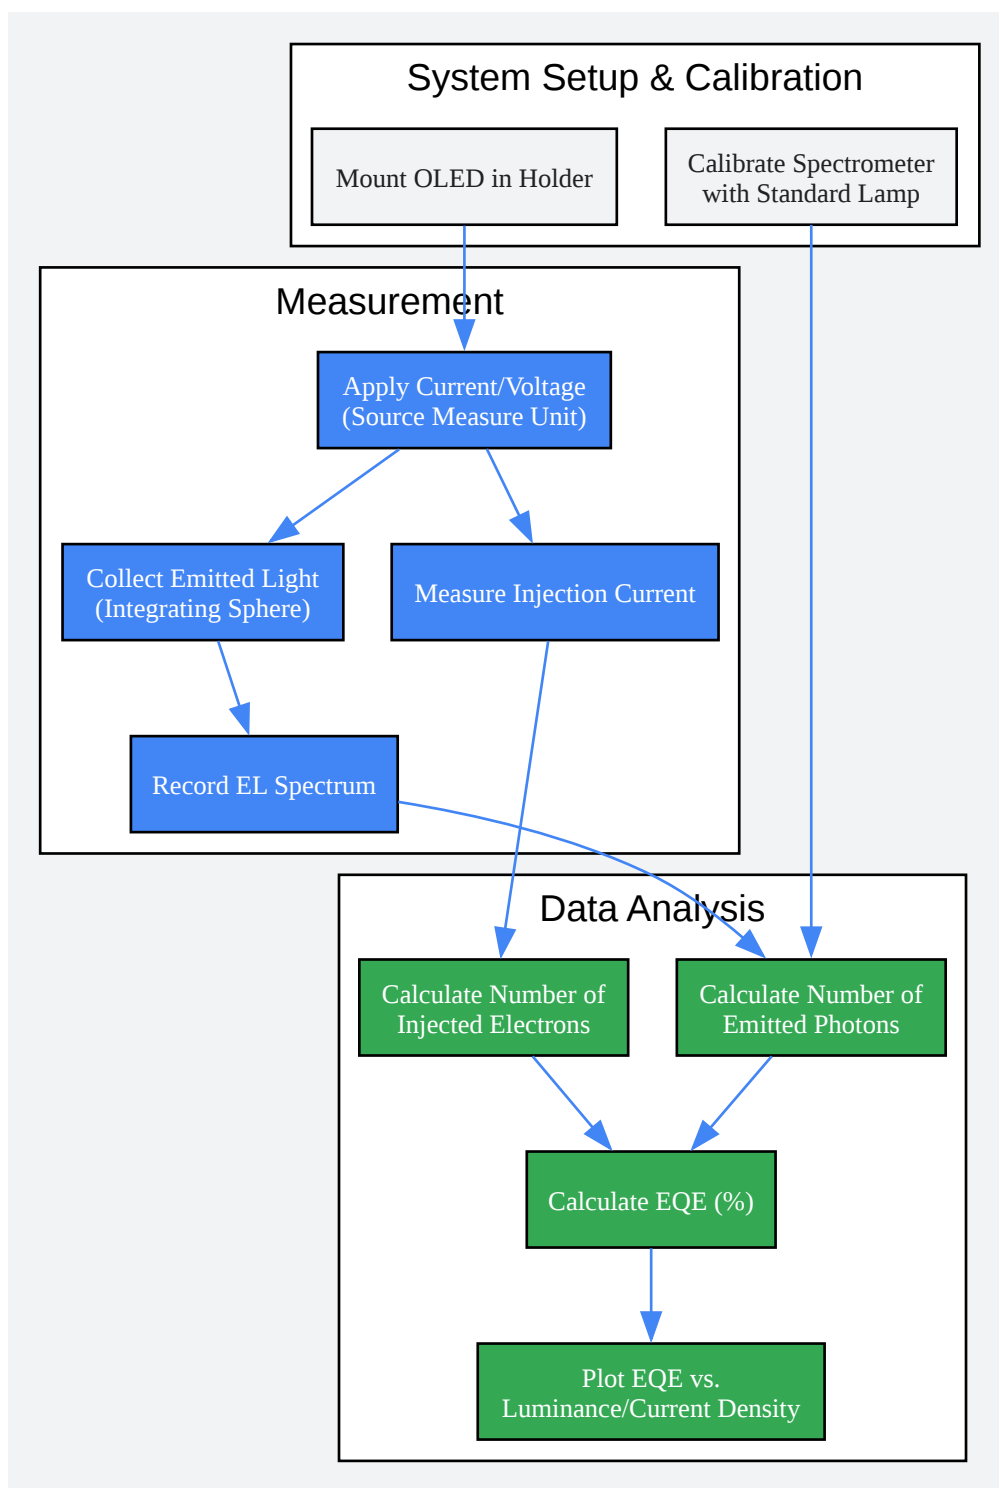 System Setup & Calibration
Mount OLED in Holder
Calibrate Spectrometer
with Standard Lamp
Measurement
Apply Current/Voltage
(Source Measure Unit)
Collect Emitted Light
(Integrating Sphere)
Measure Injection Current
Record EL Spectrum
Data Analysis
Calculate Number of
Injected Electrons
Calculate Number of
Emitted Photons
Calculate EQE (%)
Plot EQE vs.
Luminance/Current Density